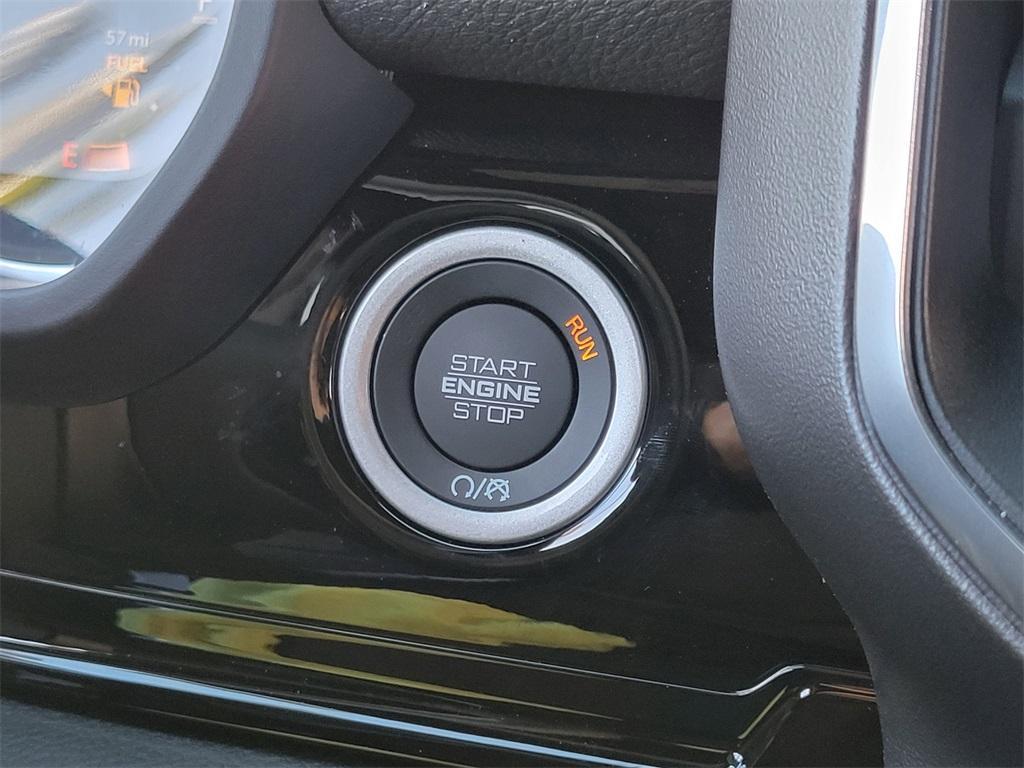 F
57 mi
FUEL
E
RUN
START
ENGINE
STOP